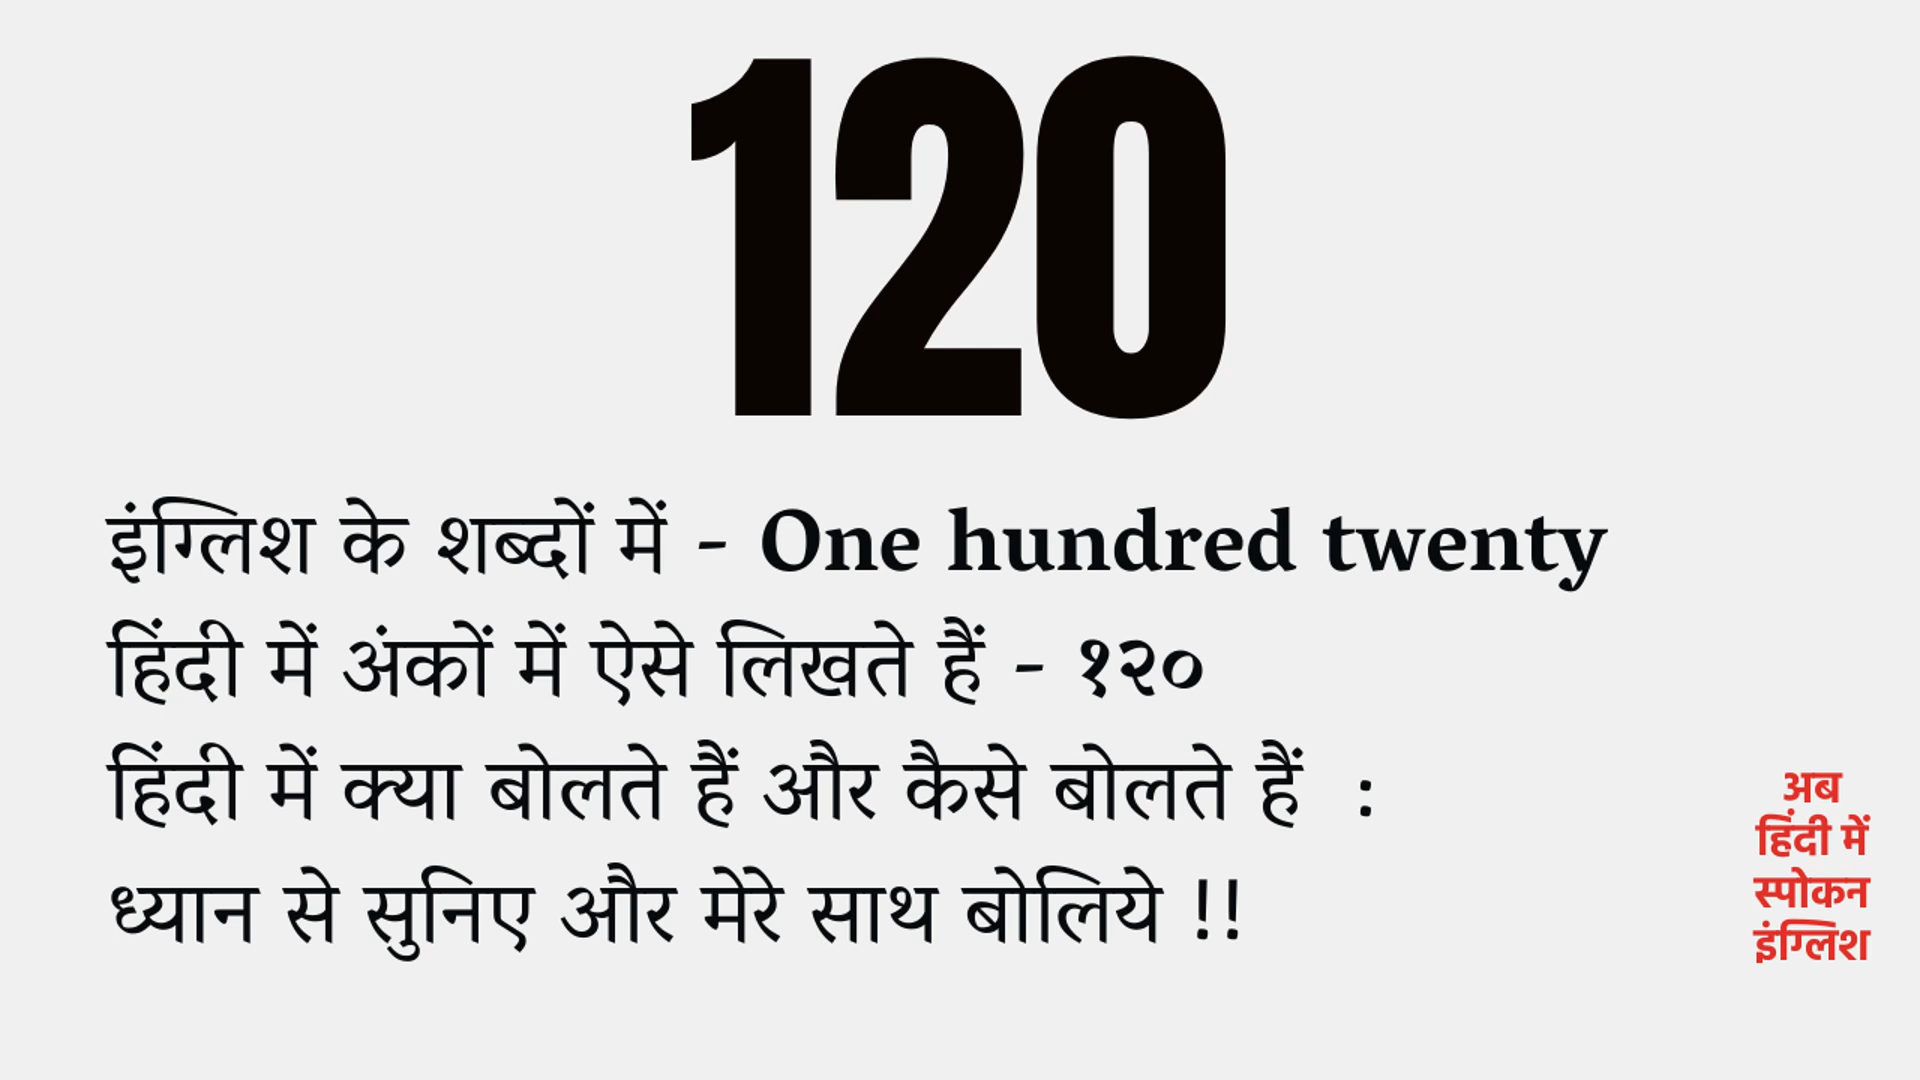 120
इंग्लिश के शब्दों में - One hundred twenty
हिंदी में अंकों में ऐसे लिखते हैं - १२०
हिंदी में क्या बोलते हैं और कैसे बोलते हैं :
ध्यान से सुनिए और मेरे साथ बोलिये !!
अब
हिंदी में
स्पोकन
इंग्लिश